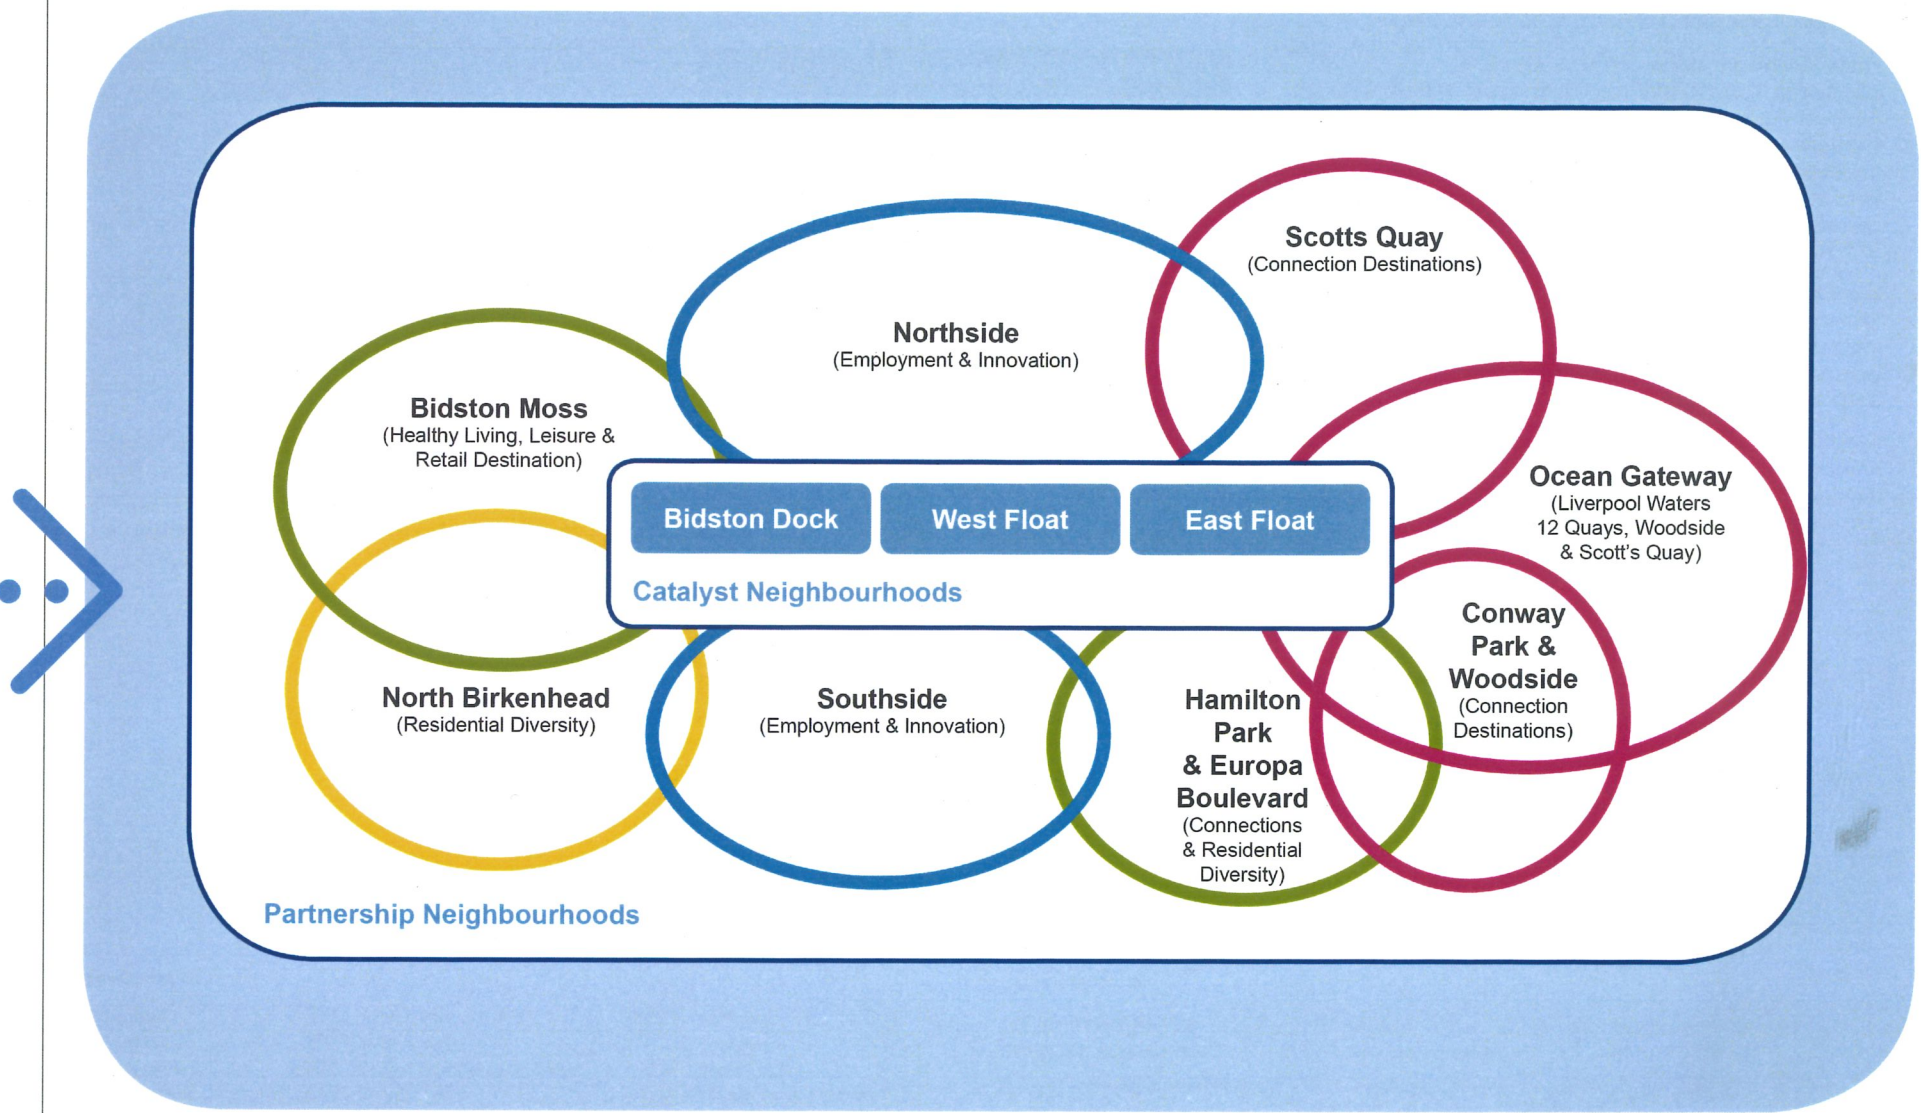 Scotts Quay
(Connection Destinations)
Northside
(Employment & Innovation)
Bidston Moss
(Healthy Living, Leisure &
Retail Destination)
Ocean Gateway
(Liverpool Waters
12 Quays, Woodside
& Scott's Quay)
Bidston Dock
West Float
East Float
Catalyst Neighbourhoods
Conway
Park &
Woodside
(Connection
Destinations)
North Birkenhead
(Residential Diversity)
Southside
(Employment & Innovation)
Hamilton
Park
& Europa
Boulevard
(Connections
& Residential
Diversity)
Partnership Neighbourhoods